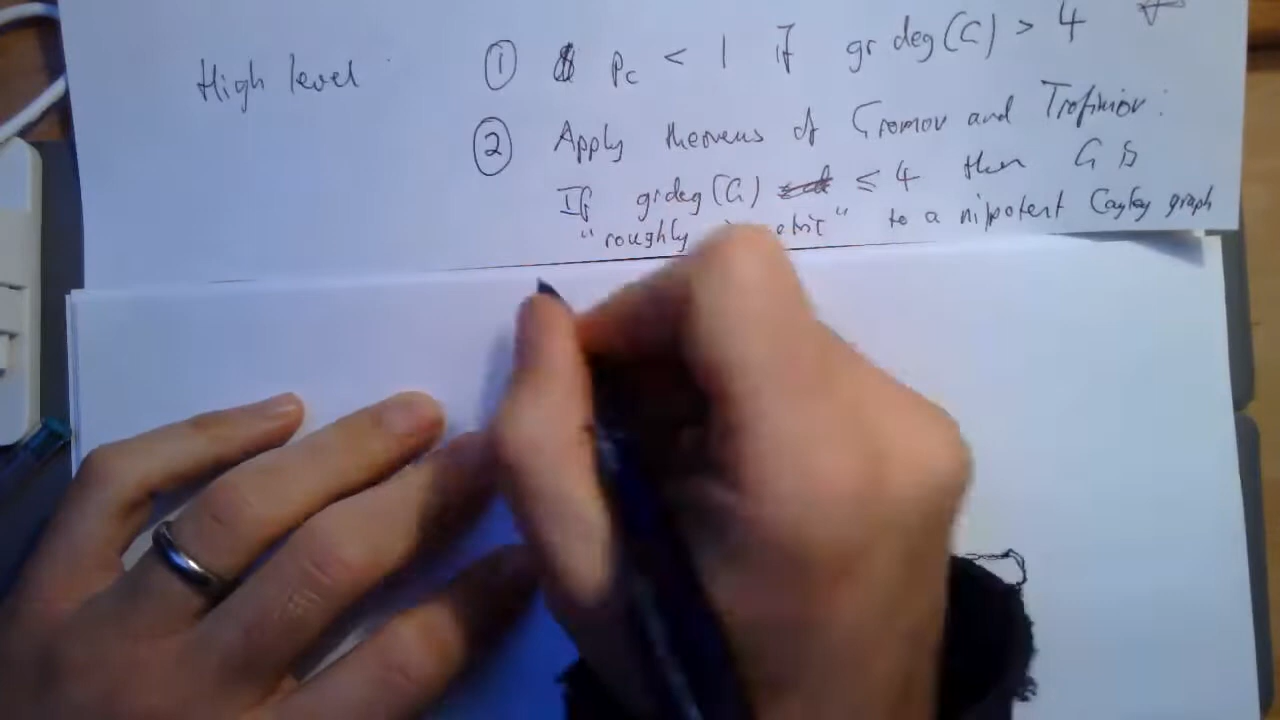 High level
① p_c < 1 if gr deg(G) > 4
② Apply theorems of Gromov and Trofimov:
If grdeg(G) ≤ 4 then G is
"roughly " to a nilpotent Cayley graph